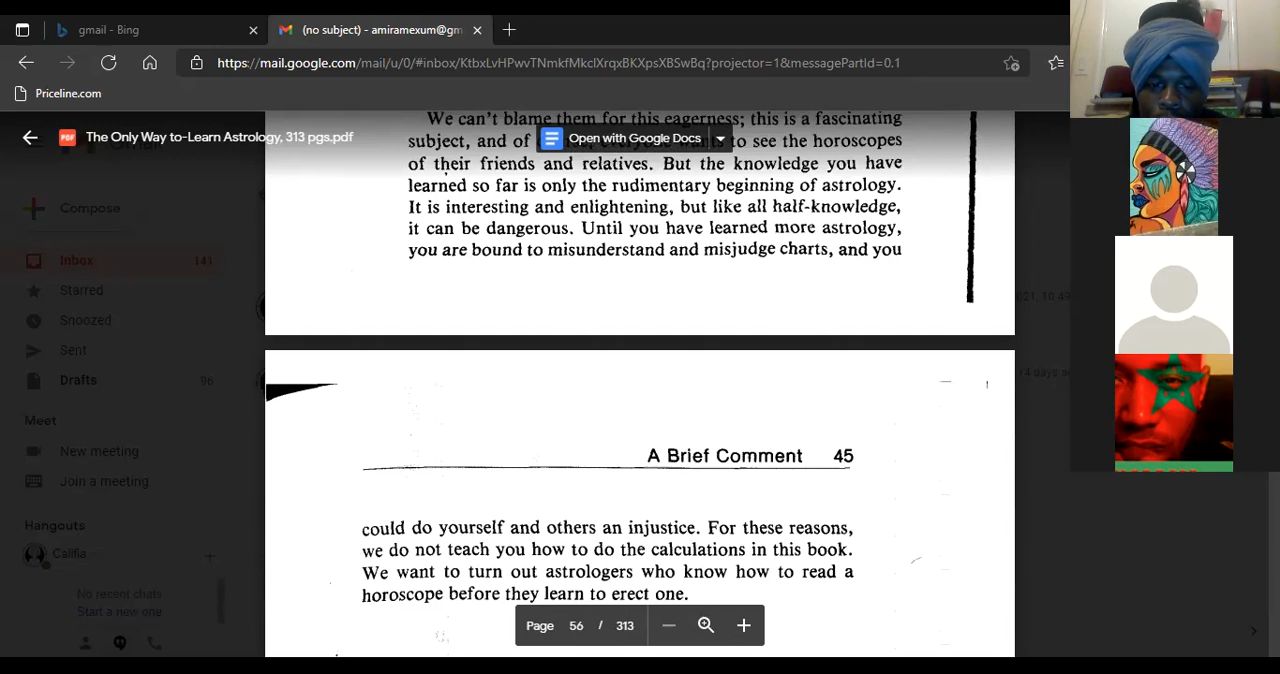 gmail - Bing
(no subject) - amiramexum@gm
https://mail.google.com/mail/u/0/#inbox/KtbxLvHPwvTNmkfMkclXrqxBKXpsXBSwBq?projector=1&messagePartId=0.1
Priceline.com
PDF
The Only Way to-Learn Astrology, 313 pgs.pdf
Open with Google Docs
Compose
Inbox 141
Starred
Snoozed
Sent
Drafts 96
Meet
New meeting
Join a meeting
Hangouts
Califia
No recent chats
Start a new one
We can't blame them for this eagerness; this is a fascinating
subject, and of wants to see the horoscopes
of their friends and relatives. But the knowledge you have
learned so far is only the rudimentary beginning of astrology.
It is interesting and enlightening, but like all half-knowledge,
it can be dangerous. Until you have learned more astrology,
you are bound to misunderstand and misjudge charts, and you
A Brief Comment 45
could do yourself and others an injustice. For these reasons,
we do not teach you how to do the calculations in this book.
We want to turn out astrologers who know how to read a
horoscope before they learn to erect one.
Page 56 / 313